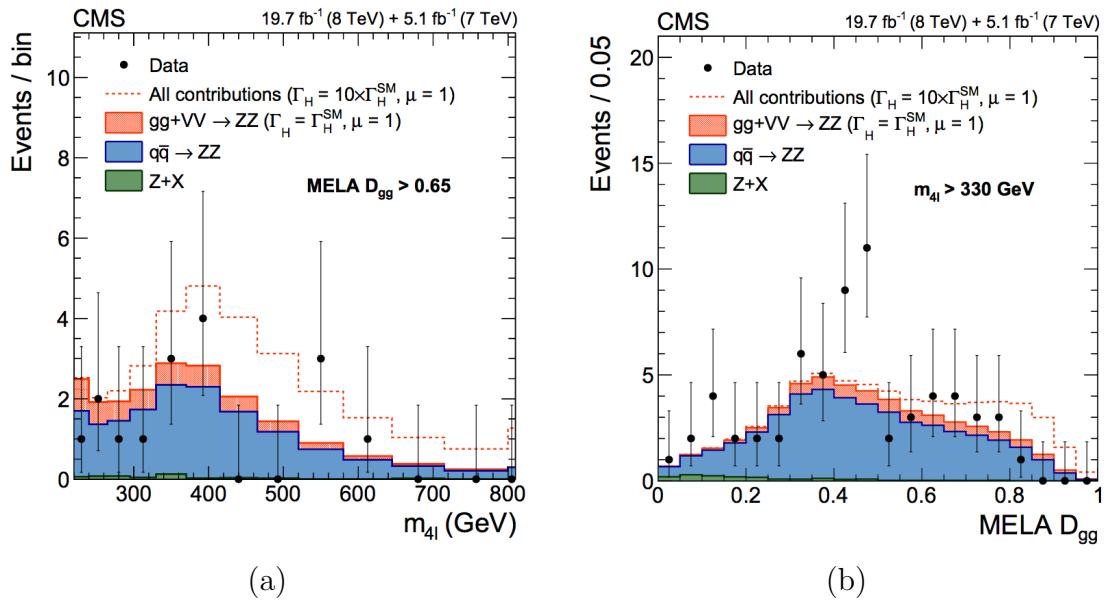 CMS 19.7 fb⁻¹ (8 TeV) + 5.1 fb⁻¹ (7 TeV)
Events / bin
10
8
6
4
2
0
Data
All contributions (Γ_H = 10×Γ_H^SM, μ = 1)
gg+VV → ZZ (Γ_H = Γ_H^SM, μ = 1)
qq̄ → ZZ
Z+X
MELA D_gg > 0.65
300 400 500 600 700 800
m_4l (GeV)
(a)
CMS 19.7 fb⁻¹ (8 TeV) + 5.1 fb⁻¹ (7 TeV)
Events / 0.05
20
15
10
5
0
Data
All contributions (Γ_H = 10×Γ_H^SM, μ = 1)
gg+VV → ZZ (Γ_H = Γ_H^SM, μ = 1)
qq̄ → ZZ
Z+X
m_4l > 330 GeV
0 0.2 0.4 0.6 0.8 1
MELA D_gg
(b)